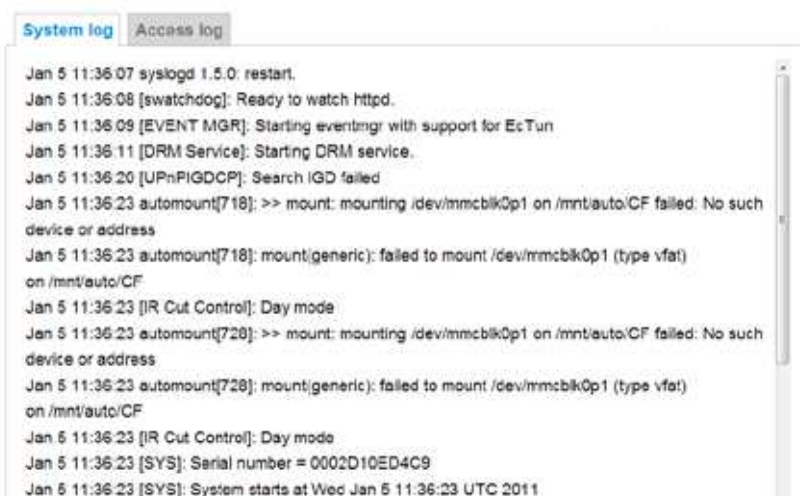 System log
Access log
Jan 5 11:36:07 syslogd 1.5.0: restart.
Jan 5 11:36:08 [swatchdog]: Ready to watch httpd.
Jan 5 11:36:09 [EVENT MGR]: Starting eventmgr with support for EcTun
Jan 5 11:36:11 [DRM Service]: Starting DRM service.
Jan 5 11:36:20 [UPnPIGDCP]: Search IGD failed
Jan 5 11:36:23 automount[718]: >> mount: mounting /dev/mmcblk0p1 on /mnt/auto/CF failed: No such
device or address
Jan 5 11:36:23 automount[718]: mount(generic): failed to mount /dev/mmcblk0p1 (type vfat)
on /mnt/auto/CF
Jan 5 11:36:23 [IR Cut Control]: Day mode
Jan 5 11:36:23 automount[728]: >> mount: mounting /dev/mmcblk0p1 on /mnt/auto/CF failed: No such
device or address
Jan 5 11:36:23 automount[728]: mount(generic): failed to mount /dev/mmcblk0p1 (type vfat)
on /mnt/auto/CF
Jan 5 11:36:23 [IR Cut Control]: Day mode
Jan 5 11:36:23 [SYS]: Serial number = 0002D10ED4C9
Jan 5 11:36:23 [SYS]: System starts at Wed Jan 5 11:36:23 UTC 2011